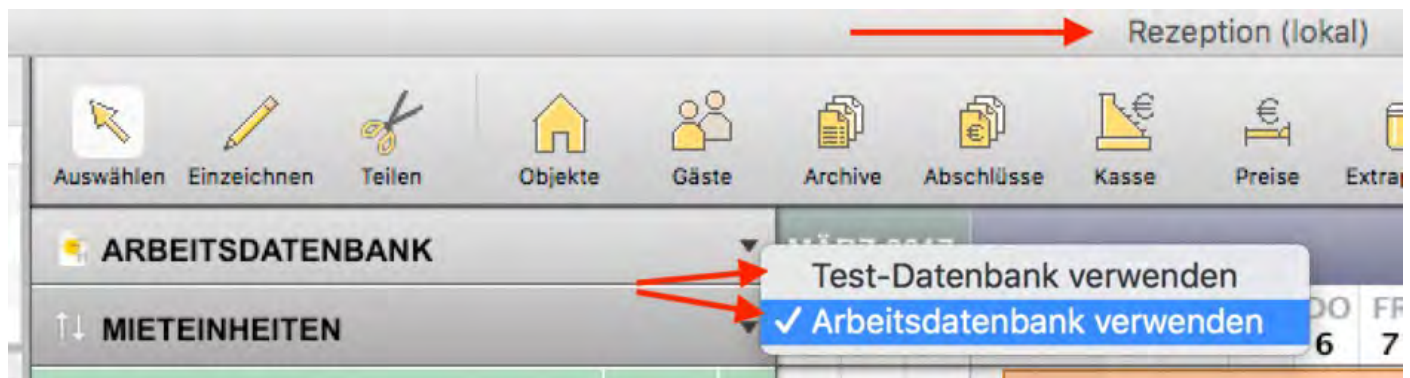 Rezeption (lokal)
Auswählen Einzeichnen Teilen Objekte Gäste Archive Abschlüsse Kasse Preise
ARBEITSDATENBANK
Test-Datenbank verwenden
MIETEINHEITEN
✓ Arbeitsdatenbank verwenden
FR
6 7